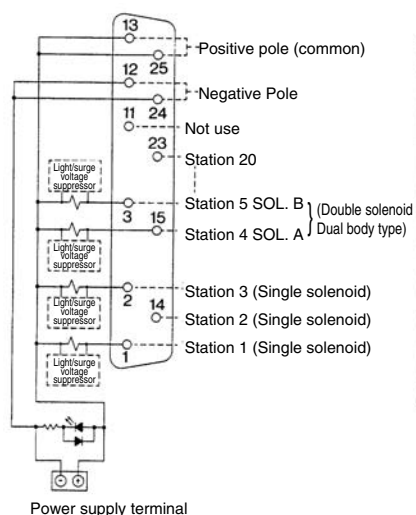 13
Positive pole (common)
12
25
Negative Pole
11
24
Not use
23
Station 20
Light/surge
voltage
suppressor
Station 5 SOL. B
3
15
(Double solenoid
Dual body type)
Light/surge
voltage
suppressor
Station 4 SOL. A
Light/surge
voltage
suppressor
Station 3 (Single solenoid)
2
14
Station 2 (Single solenoid)
Station 1 (Single solenoid)
1
Light/surge
voltage
suppressor
Power supply terminal